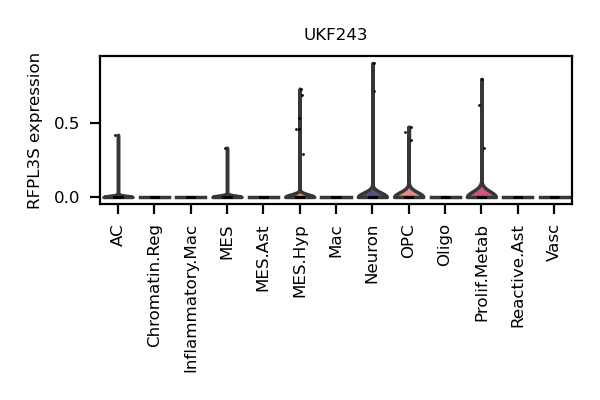 UKF243
RFPL3S expression
0.5
0.0
AC
Chromatin.Reg
Inflammatory.Mac
MES
MES.Ast
MES.Hyp
Mac
Neuron
OPC
Oligo
Prolif.Metab
Reactive.Ast
Vasc